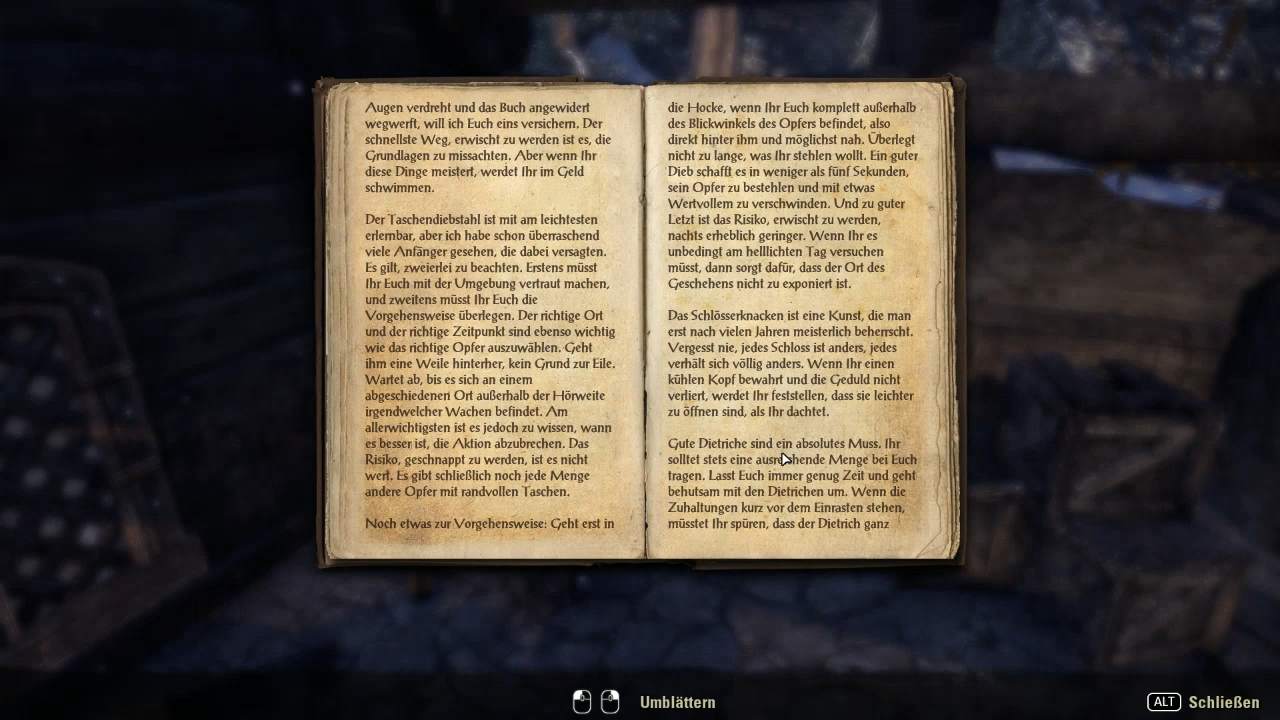 Augen verdreht und das Buch angewidert
wegwerft, will ich Euch eins versichern. Der
schnellste Weg, erwischt zu werden ist es, die
Grundlagen zu missachten. Aber wenn Ihr
diese Dinge meistert, werdet Ihr im Geld
schwimmen.
Der Taschendiebstahl ist mit am leichtesten
erlernbar, aber ich habe schon überraschend
viele Anfänger gesehen, die dabei versagten.
Es gilt, zweierlei zu beachten. Erstens müsst
Ihr Euch mit der Umgebung vertraut machen,
und zweitens müsst Ihr Euch die
Vorgehensweise überlegen. Der richtige Ort
und der richtige Zeitpunkt sind ebenso wichtig
wie das richtige Opfer auszuwählen. Geht
ihm eine Weile hinterher, kein Grund zur Eile.
Wartet ab, bis es sich an einem
abgeschiedenen Ort außerhalb der Hörweite
irgendwelcher Wachen befindet. Am
allerwichtigsten ist es jedoch zu wissen, wann
es besser ist, die Aktion abzubrechen. Das
Risiko, geschnappt zu werden, ist es nicht
wert. Es gibt schließlich noch jede Menge
andere Opfer mit randvollen Taschen.
Noch etwas zur Vorgehensweise: Geht erst in
die Hocke, wenn Ihr Euch komplett außerhalb
des Blickwinkels des Opfers befindet, also
direkt hinter ihm und möglichst nah. Überlegt
nicht zu lange, was Ihr stehlen wollt. Ein guter
Dieb schafft es in weniger als fünf Sekunden,
sein Opfer zu bestehlen und mit etwas
Wertvollem zu verschwinden. Und zu guter
Letzt ist das Risiko, erwischt zu werden,
nachts erheblich geringer. Wenn Ihr es
unbedingt am helllichten Tag versuchen
müsst, dann sorgt dafür, dass der Ort des
Geschehens nicht zu exponiert ist.
Das Schlösserknacken ist eine Kunst, die man
erst nach vielen Jahren meisterlich beherrscht.
Vergesst nie, jedes Schloss ist anders, jedes
verhält sich völlig anders. Wenn Ihr einen
kühlen Kopf bewahrt und die Geduld nicht
verliert, werdet Ihr feststellen, dass sie leichter
zu öffnen sind, als Ihr dachtet.
Gute Dietriche sind ein absolutes Muss. Ihr
solltet stets eine ausreichende Menge bei Euch
tragen. Lasst Euch immer genug Zeit und geht
behutsam mit den Dietrichen um. Wenn die
Zuhaltungen kurz vor dem Einrasten stehen,
müsstet Ihr spüren, dass der Dietrich ganz
Umblättern
ALT Schließen